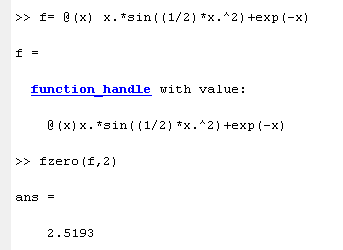 >> f= @(x) x.*sin((1/2)*x.^2)+exp(-x)
f =
function_handle with value:
@(x)x.*sin((1/2)*x.^2)+exp(-x)
>> fzero(f,2)
ans =
2.5193